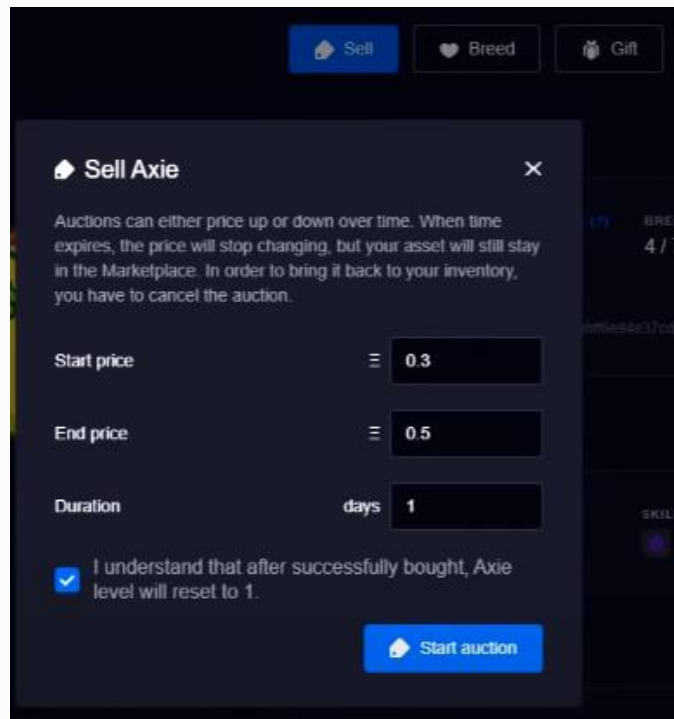 Sell
Breed
Gift
Sell Axie
Auctions can either price up or down over time. When time
expires, the price will stop changing, but your asset will still stay
in the Marketplace. In order to bring it back to your inventory,
you have to cancel the auction.
Start price Ξ 0.3
End price Ξ 0.5
Duration days 1
I understand that after successfully bought, Axie
level will reset to 1.
Start auction
(?)
BRE
4 /
SKIL